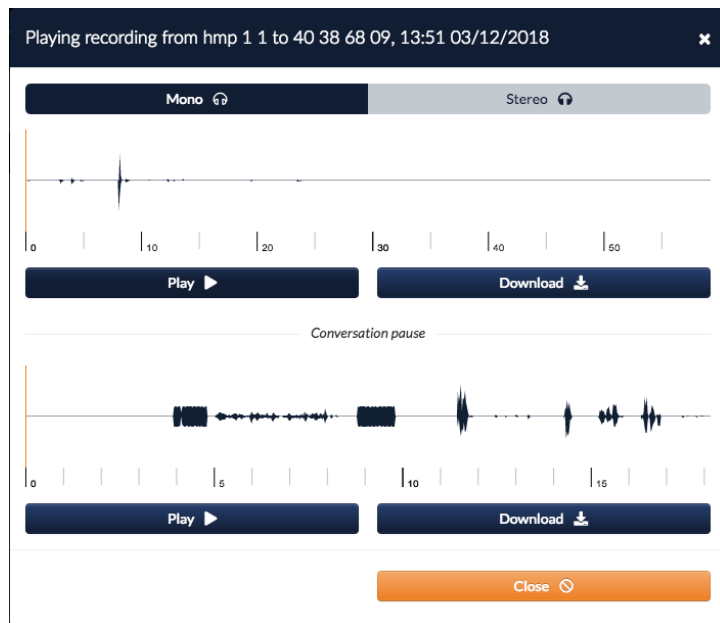 Playing recording from hmp 1 1 to 40 38 68 09, 13:51 03/12/2018
Mono
Stereo
0 10 20 30 40 50
Play
Download
Conversation pause
0 5 10 15
Play
Download
Close